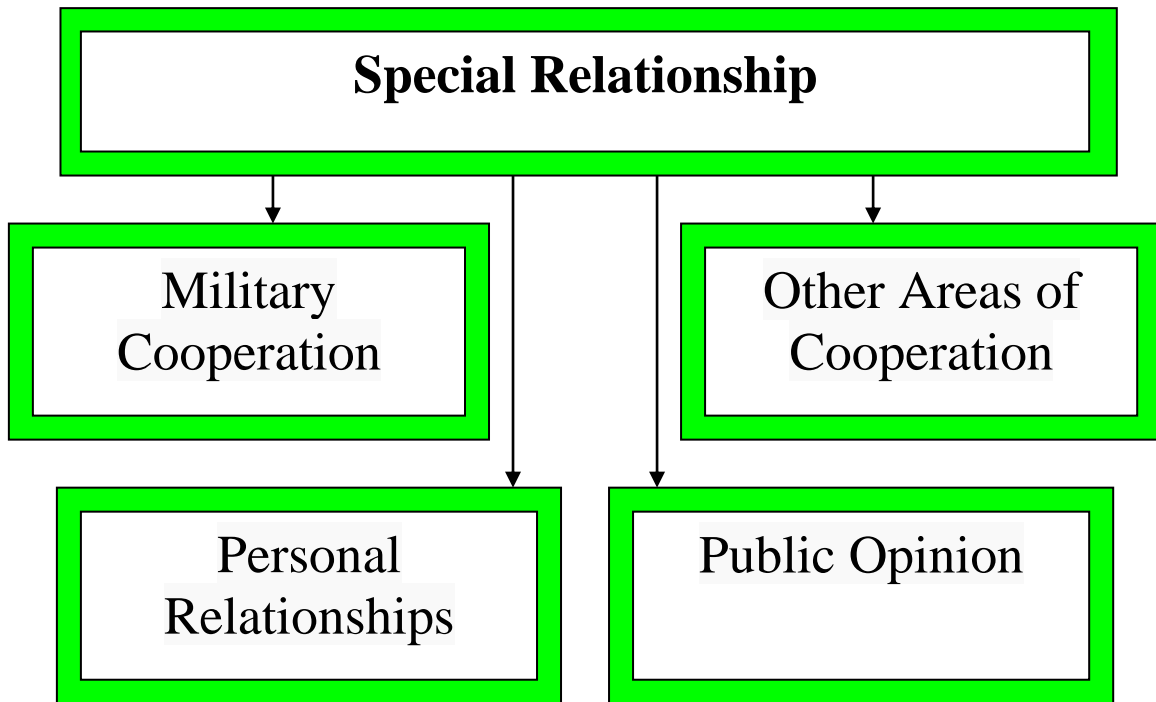 Special Relationship
Military
Cooperation
Other Areas of
Cooperation
Personal
Relationships
Public Opinion